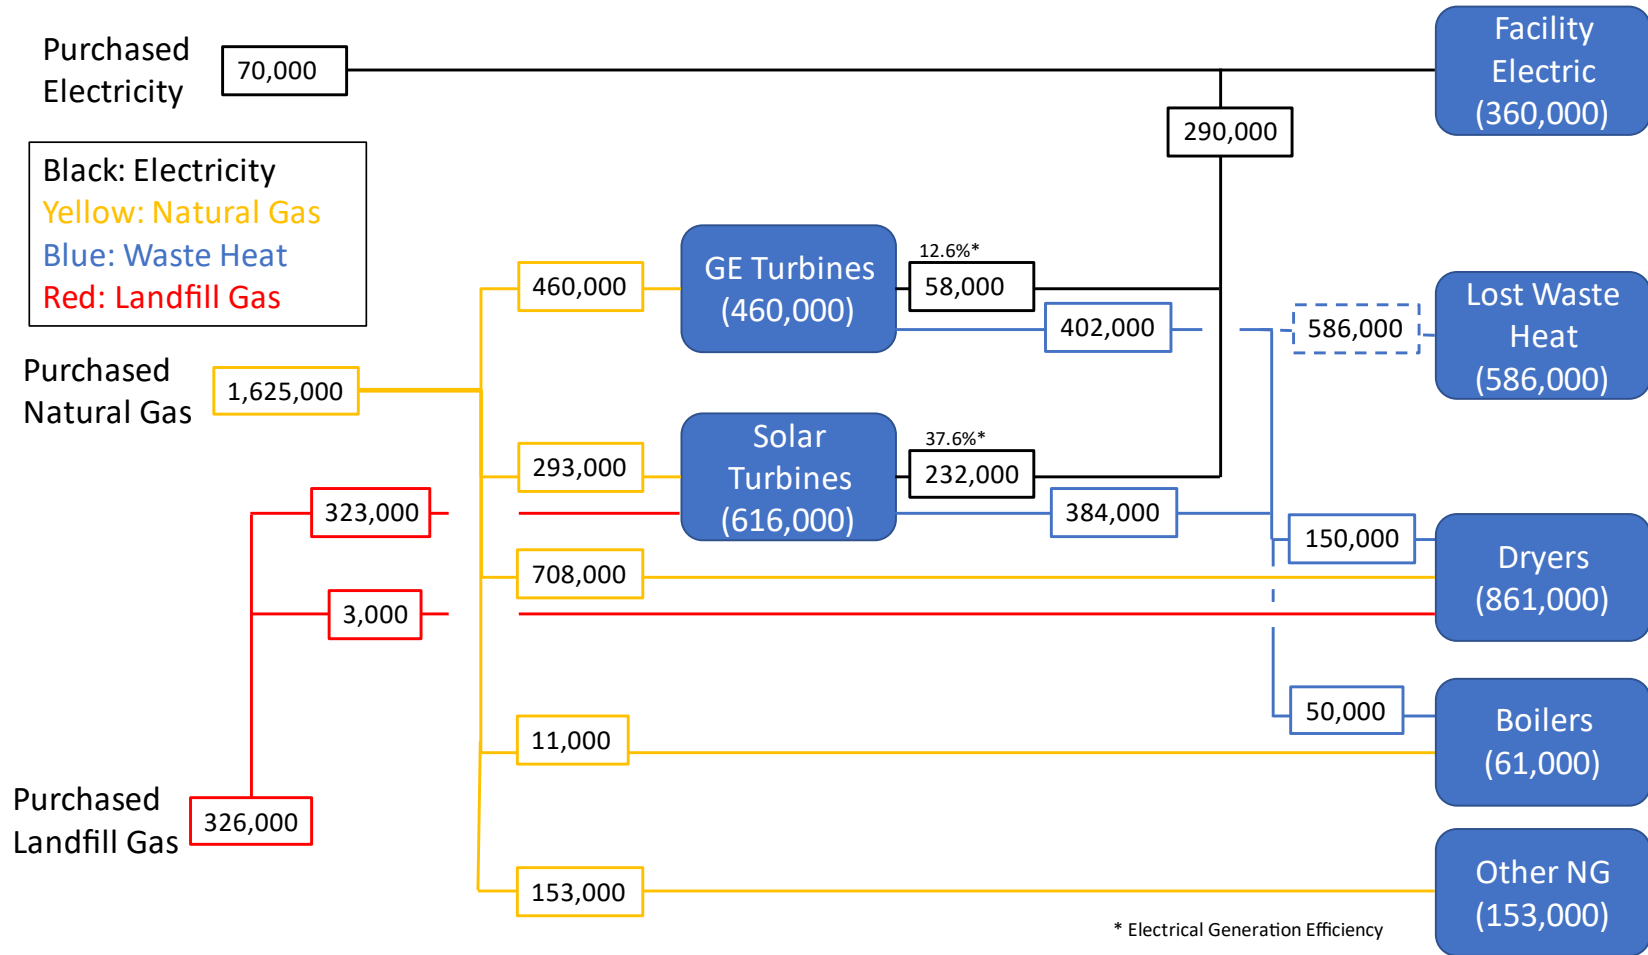 Purchased
Electricity
70,000
Facility
Electric
(360,000)
290,000
Black: Electricity
Yellow: Natural Gas
Blue: Waste Heat
Red: Landfill Gas
460,000
GE Turbines
(460,000)
12.6%*
58,000
402,000
586,000
Lost Waste
Heat
(586,000)
Purchased
Natural Gas
1,625,000
293,000
Solar
Turbines
(616,000)
37.6%*
232,000
384,000
323,000
150,000
Dryers
(861,000)
708,000
3,000
50,000
Boilers
(61,000)
11,000
Purchased
Landfill Gas
326,000
153,000
Other NG
(153,000)
* Electrical Generation Efficiency